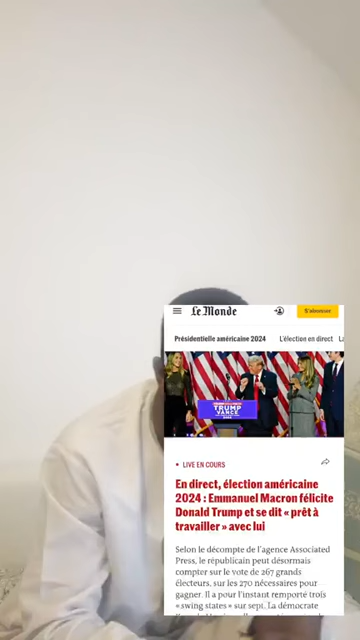 Le Monde
S'abonner
Présidentielle américaine 2024 L'élection en direct
TRUMP
VANCE
• LIVE EN COURS
En direct, élection américaine
2024 : Emmanuel Macron félicite
Donald Trump et se dit « prêt à
travailler » avec lui
Selon le décompte de l'agence Associated
Press, le républicain peut désormais
compter sur le vote de 267 grands
électeurs, sur les 270 nécessaires pour
gagner. Il a pour l'instant remporté trois
« swing states » sur sept. La démocrate